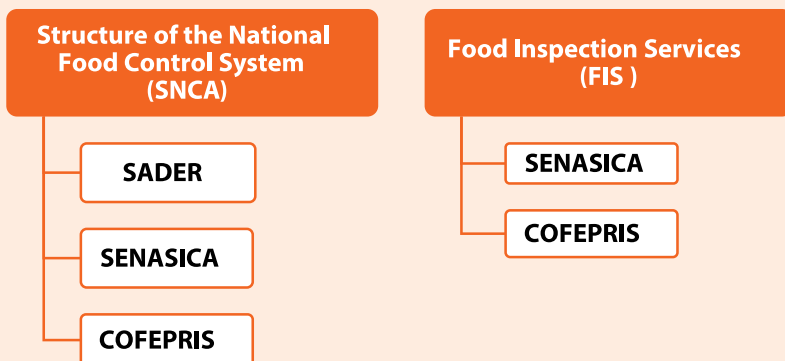 Structure of the National
Food Control System
(SNCA)
SADER
SENASICA
COFEPRIS
Food Inspection Services
(FIS )
SENASICA
COFEPRIS